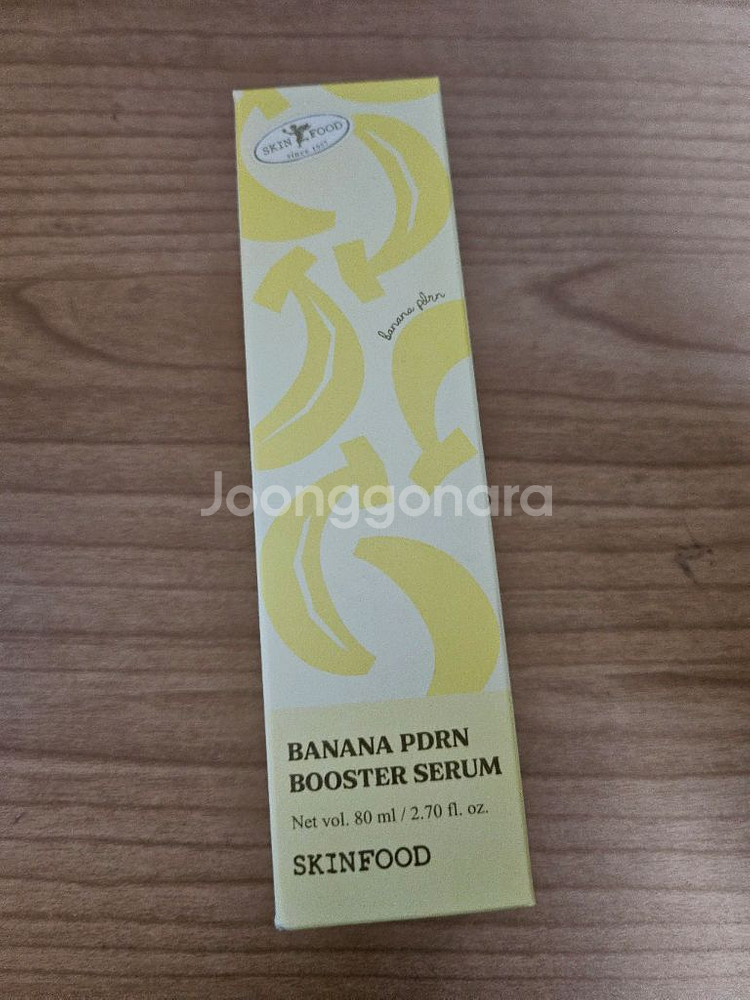 SKIN FOOD
since 1957
banana pdrn
Joonggonara
BANANA PDRN
BOOSTER SERUM
Net vol. 80 ml / 2.70 fl. oz.
SKINFOOD